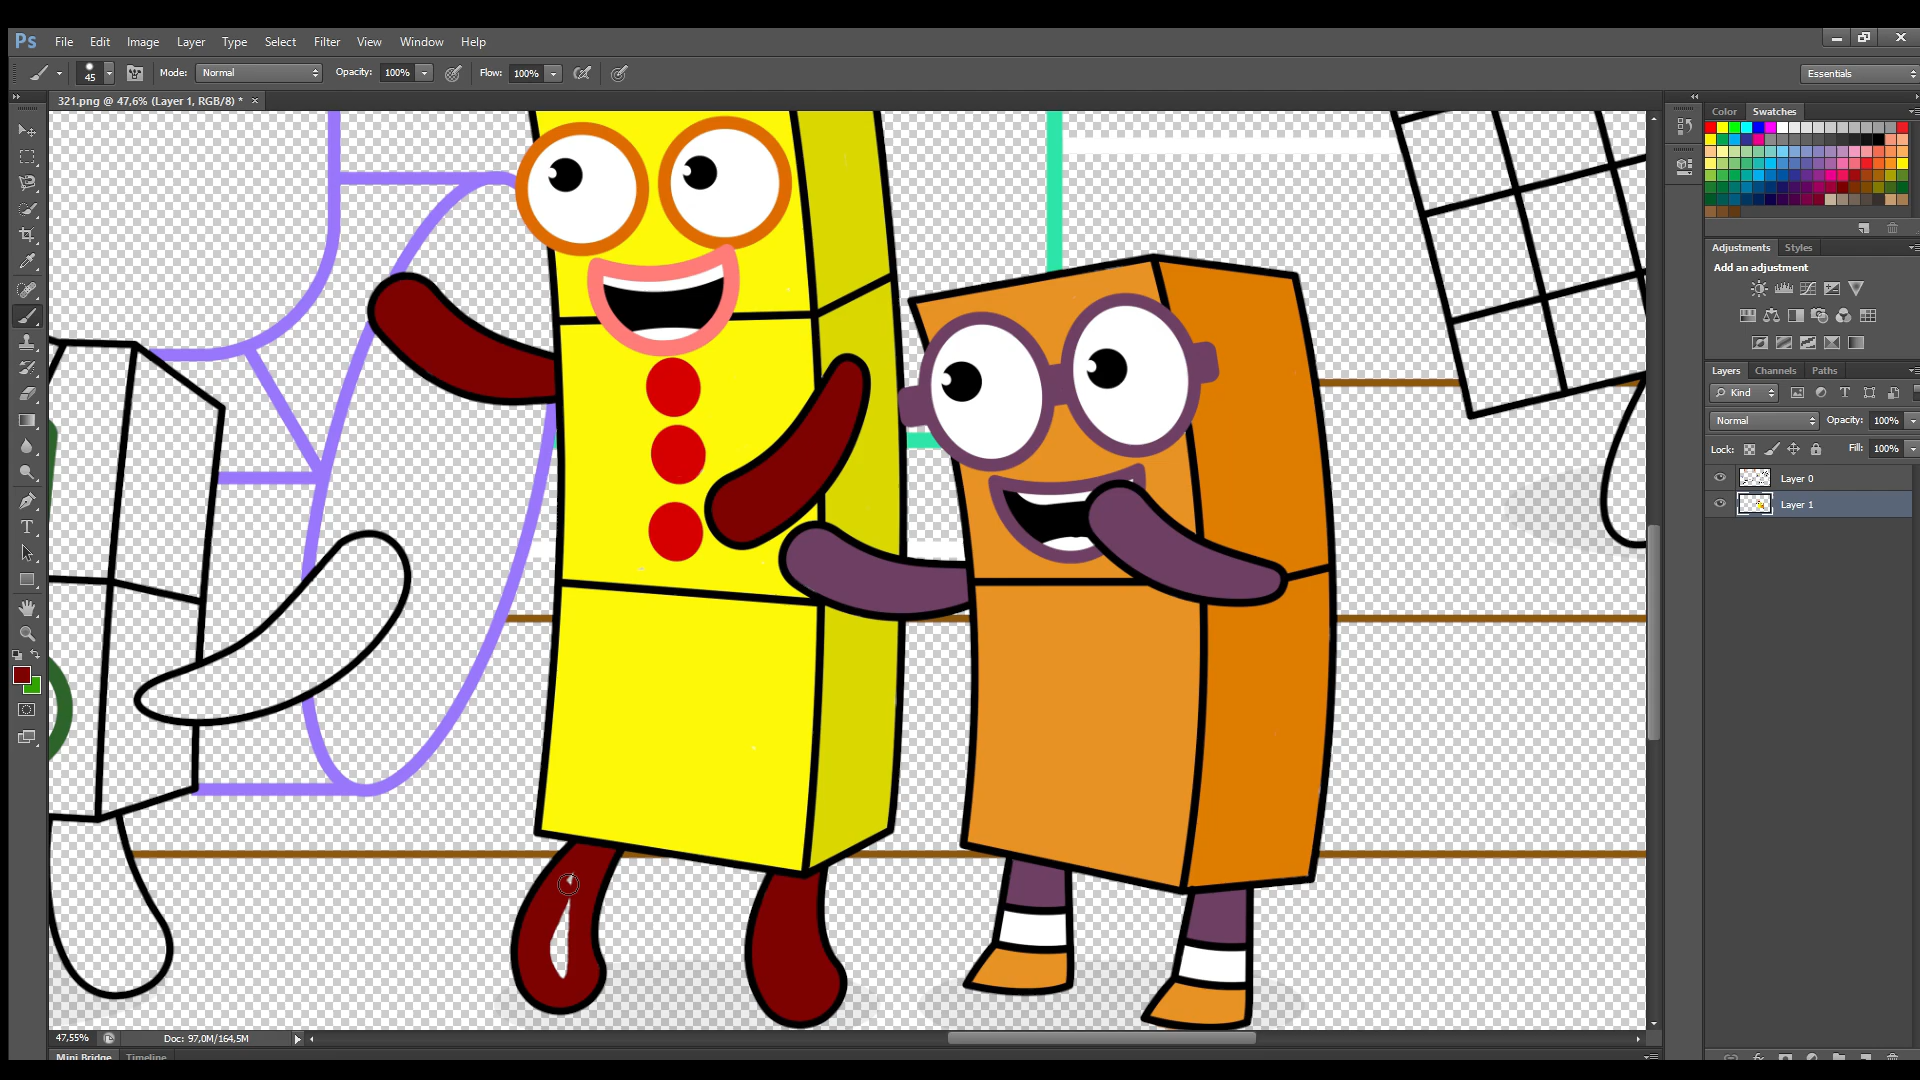 Ps File Edit Image Layer Type Select Filter View Window Help
45 Mode: Normal Opacity: 100% Flow: 100% Essentials
321.png @ 47,6% (Layer 1, RGB/8) * ×
Color Swatches
Adjustments Styles
Add an adjustment
Layers Channels Paths
Kind
Normal Opacity: 100%
Lock: Fill: 100%
Layer 0
Layer 1
47,55% Doc: 97,0M/164,5M
Mini Bridge Timeline